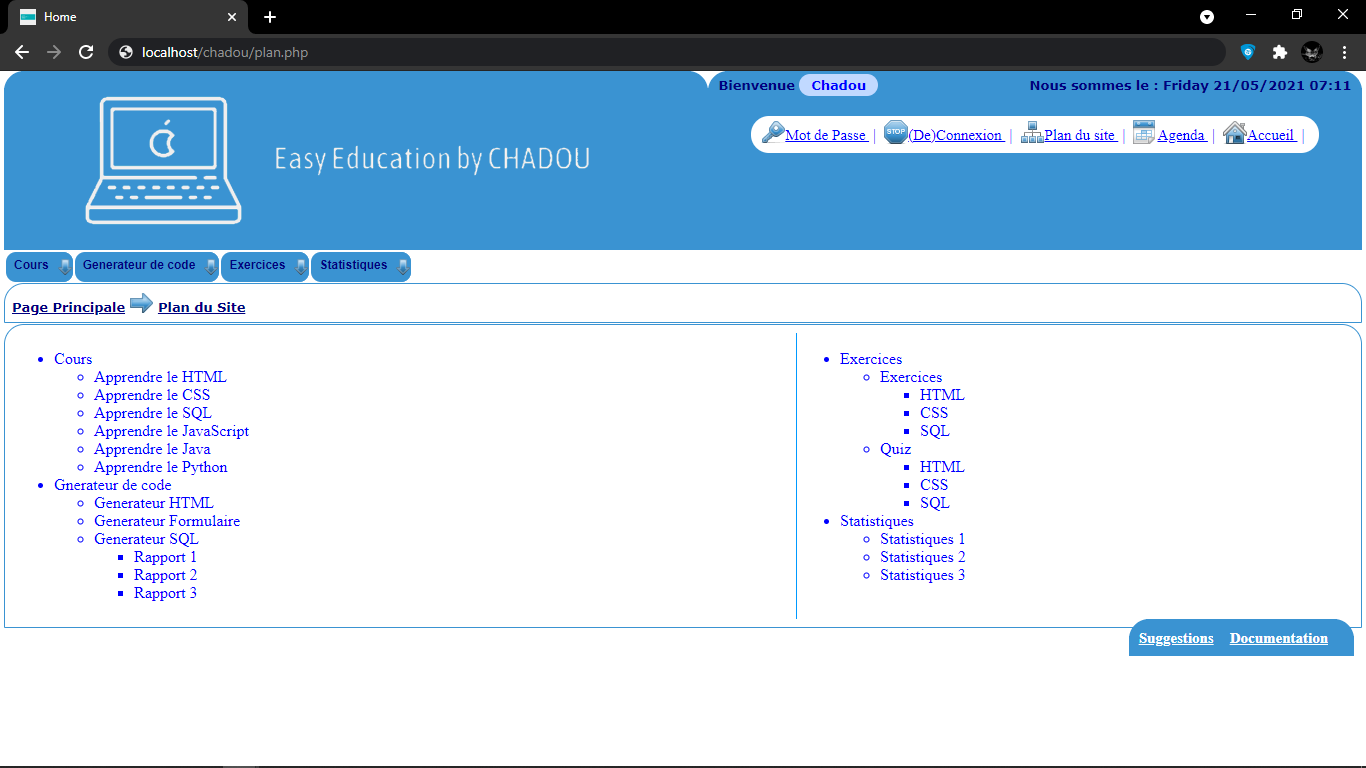 Home
localhost/chadou/plan.php
Bienvenue Chadou
Nous sommes le : Friday 21/05/2021 07:11
STOP
Mot de Passe | (De)Connexion | Plan du site | Agenda | Accueil |
Easy Education by CHADOU
Cours Generateur de code Exercices Statistiques
Page Principale Plan du Site
Cours
Apprendre le HTML
Apprendre le CSS
Apprendre le SQL
Apprendre le JavaScript
Apprendre le Java
Apprendre le Python
Gnerateur de code
Generateur HTML
Generateur Formulaire
Generateur SQL
Rapport 1
Rapport 2
Rapport 3
Exercices
Exercices
HTML
CSS
SQL
Quiz
HTML
CSS
SQL
Statistiques
Statistiques 1
Statistiques 2
Statistiques 3
Suggestions Documentation